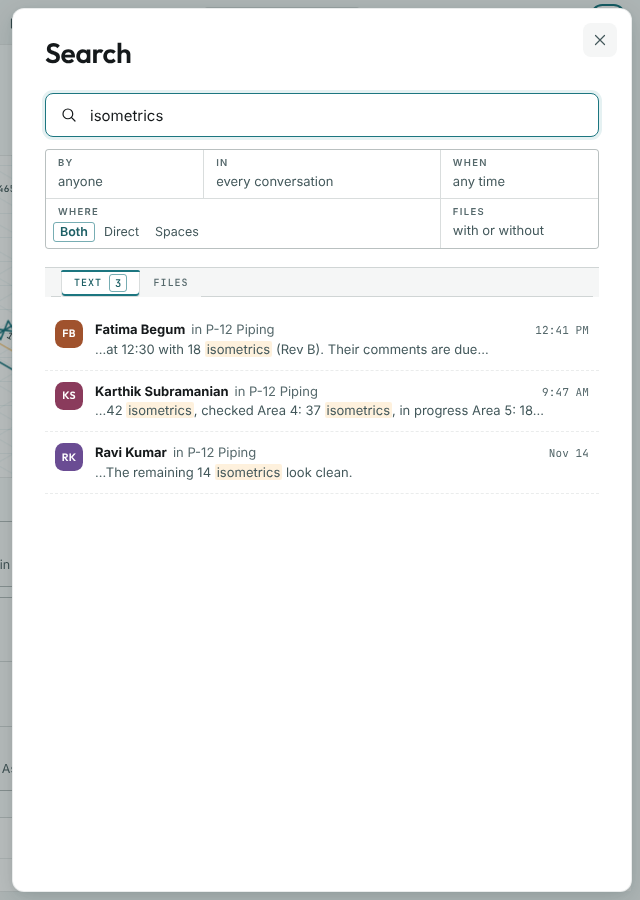 Search
isometrics
BY
anyone
IN
every conversation
WHEN
any time
WHERE
Both Direct Spaces
FILES
with or without
TEXT 3 FILES
FB
Fatima Begum in P-12 Piping 12:41 PM
...at 12:30 with 18 isometrics (Rev B). Their comments are due...
KS
Karthik Subramanian in P-12 Piping 9:47 AM
...42 isometrics, checked Area 4: 37 isometrics, in progress Area 5: 18...
RK
Ravi Kumar in P-12 Piping Nov 14
...The remaining 14 isometrics look clean.